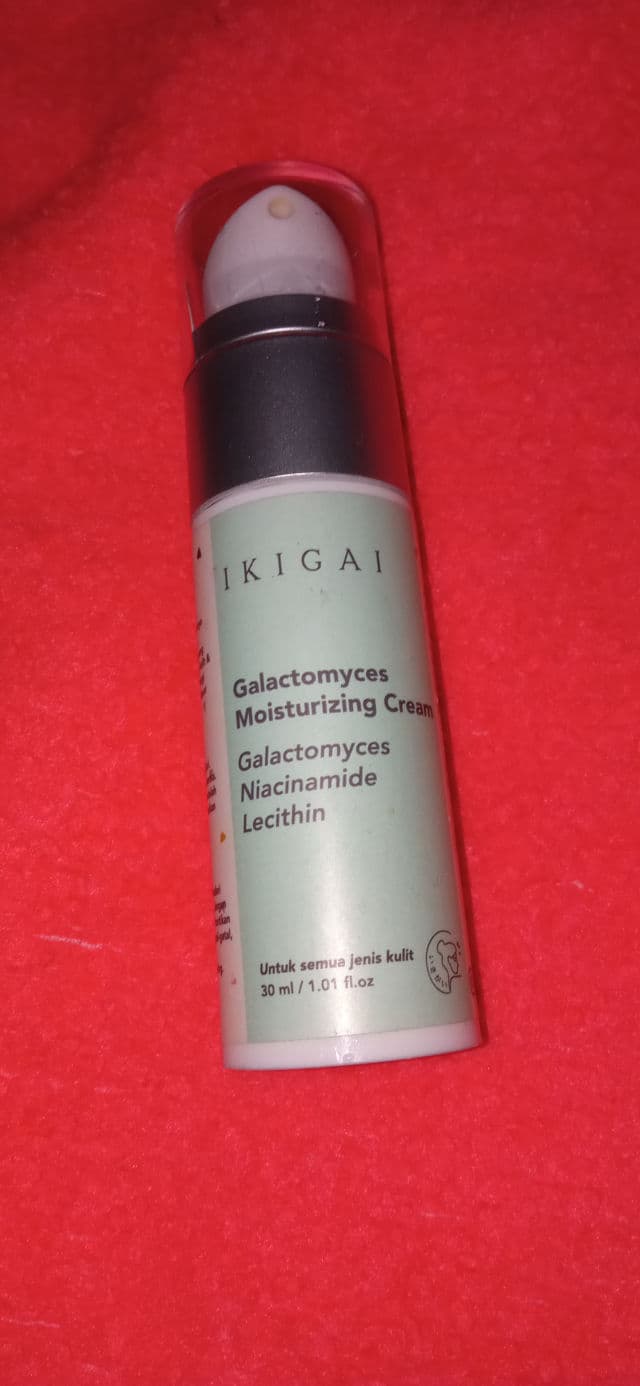 IKIGAI
Galactomyces
Moisturizing Cream
Galactomyces
Niacinamide
Lecithin
Untuk semua jenis kulit
30 ml / 1.01 fl.oz